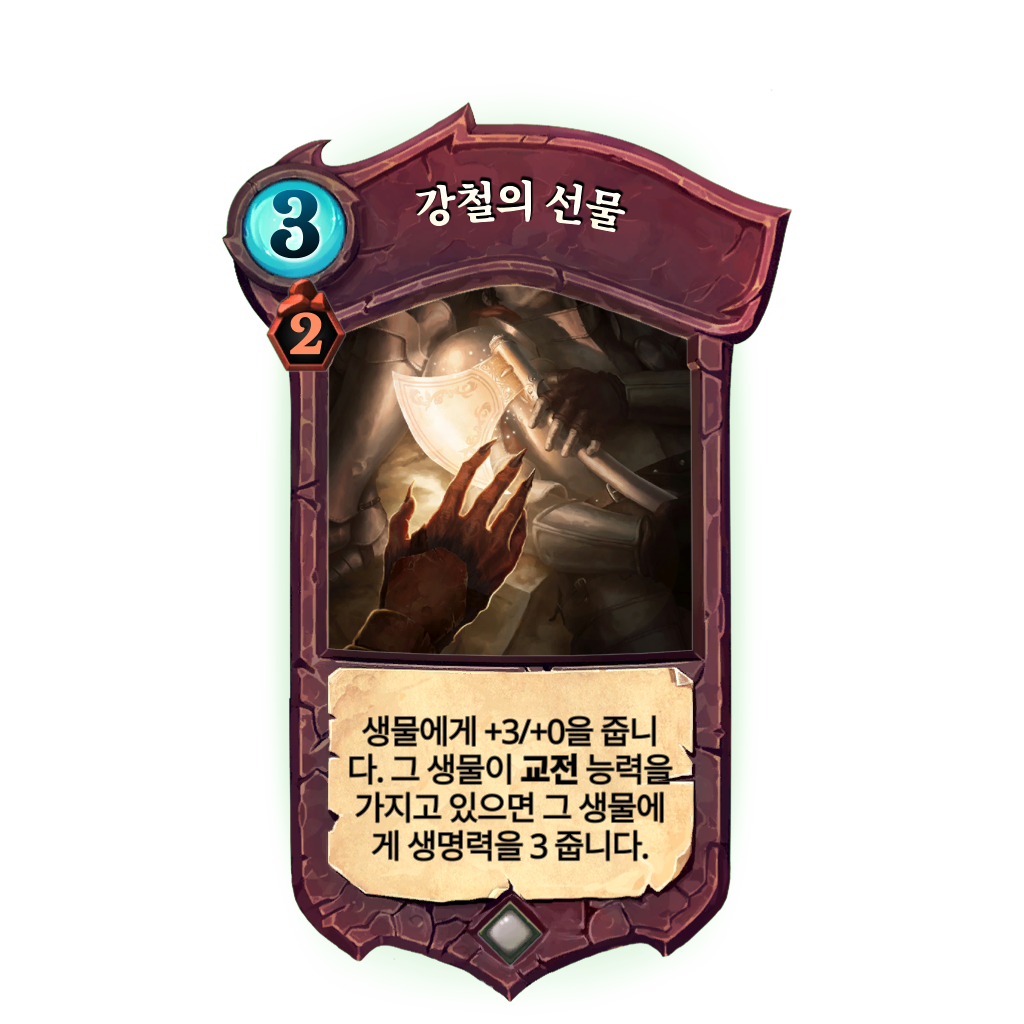 3
강철의 선물
2
생물에게 +3/+0을 줍니
다. 그 생물이 교전 능력을
가지고 있으면 그 생물에
게 생명력을 3 줍니다.